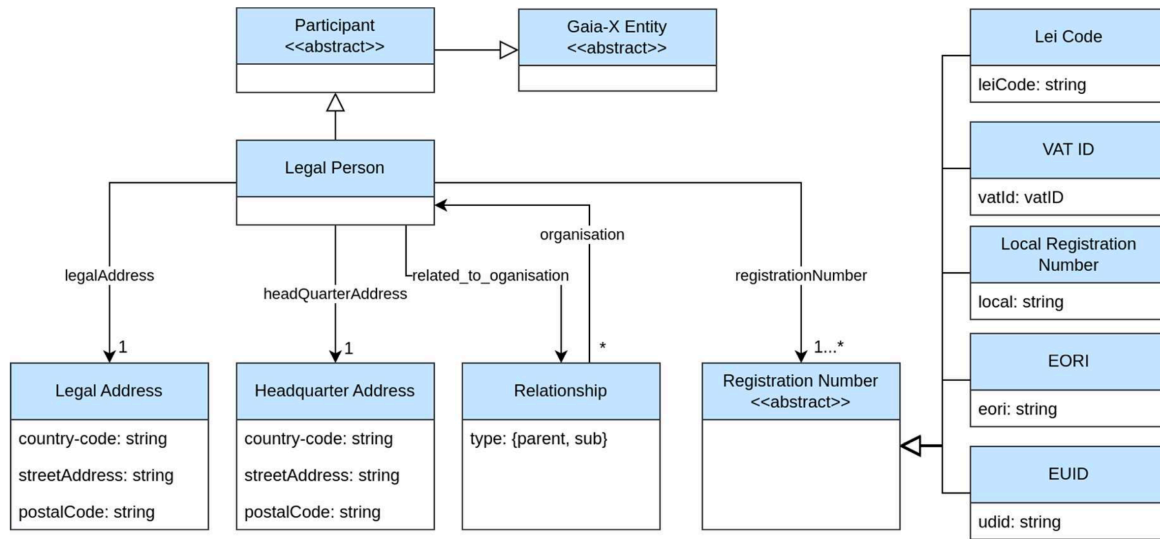 Participant
<<abstract>>
Gaia-X Entity
<<abstract>>
Lei Code
leiCode: string
VAT ID
vatId: vatID
Legal Person
organisation
Local Registration
Number
local: string
legalAddress
headQuarterAddress
related_to_oganisation
registrationNumber
1
1
*
1...*
Legal Address
country-code: string
streetAddress: string
postalCode: string
Headquarter Address
country-code: string
streetAddress: string
postalCode: string
Relationship
type: {parent, sub}
Registration Number
<<abstract>>
EORI
eori: string
EUID
udid: string